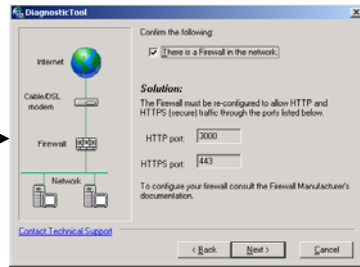 DiagnosticTool
Internet
Cable/DSL
modem
Firewall
Network
Contact Technical Support
Confirm the following:
There is a Firewall in the network.
Solution:
The Firewall must be re-configured to allow HTTP and
HTTPS (secure) traffic through the ports listed below.
HTTP port: 3000
HTTPS port: 443
To configure your firewall consult the Firewall Manufacturer's
documentation.
< Back
Next >
Cancel